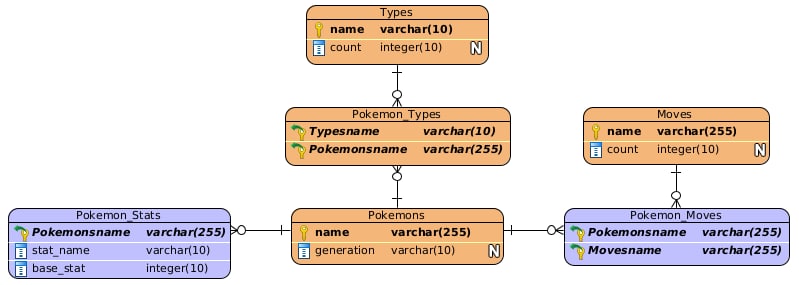 Types
name varchar(10)
count integer(10) N
Pokemon_Types
Typesname varchar(10)
Pokemonsname varchar(255)
Moves
name varchar(255)
count integer(10) N
Pokemon_Stats
Pokemonsname varchar(255)
stat_name varchar(10)
base_stat integer(10)
Pokemons
name varchar(255)
generation varchar(10) N
Pokemon_Moves
Pokemonsname varchar(255)
Movesname varchar(255)